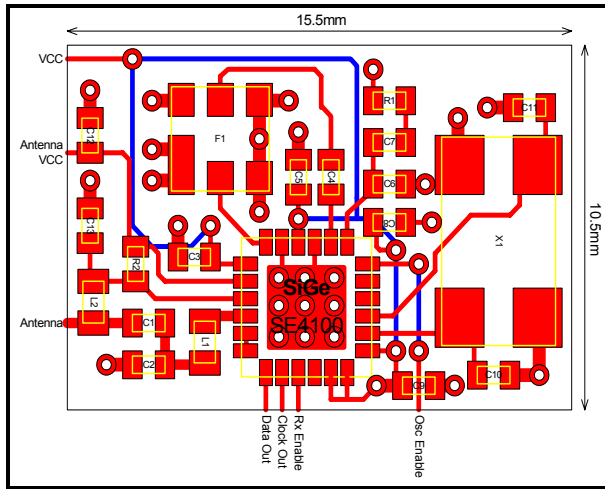 15.5mm
VCC
R1
C11
C12
F1
C7
Antenna
VCC
C5
C4
C6
10.5mm
C13
C8
X1
R2
C3
SiGe
L2
SE4100
Antenna
C1
L1
C2
C10
C9
Data Out
Clock Out
Rx Enable
Osc Enable